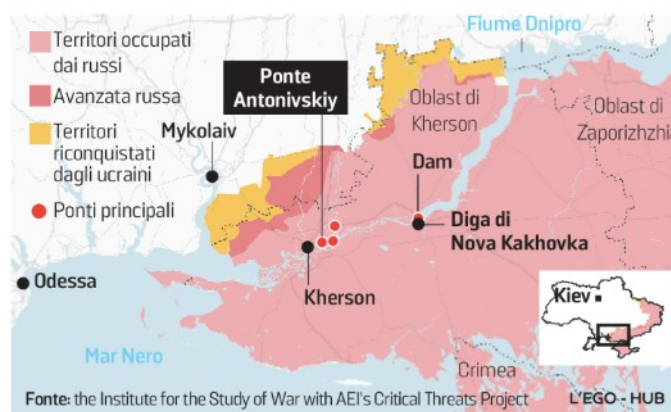 Territori occupati
dai russi
Avanzata russa
Territori
riconquistati
dagli ucraini
Ponti principali
Fiume Dnipro
Ponte
Antonivskiy
Oblast di
Kherson
Oblast di
Zaporizhzhia
Mykolaiv
Dam
Diga di
Nova Kakhovka
Odessa
Kherson
Kiev
Mar Nero
Crimea
Fonte: the Institute for the Study of War with AEI's Critical Threats Project
L'EGO - HUB